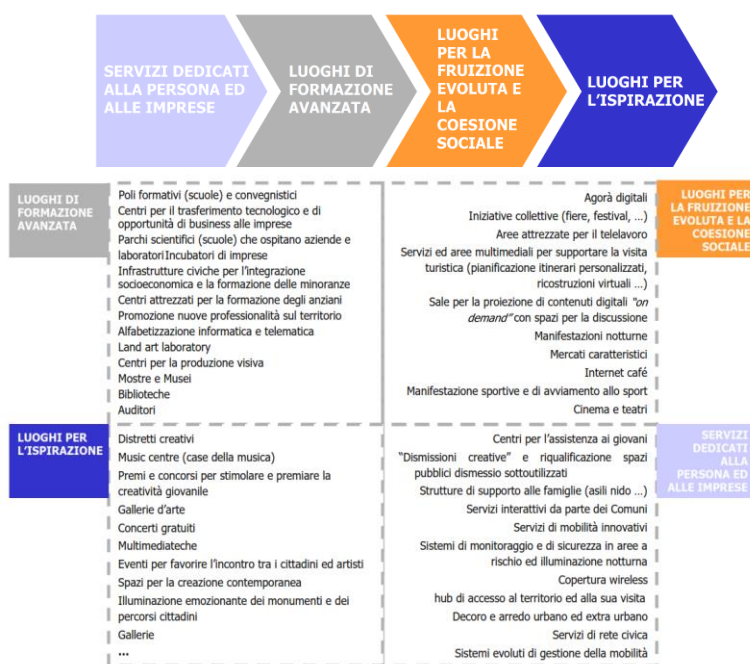 SERVIZI DEDICATI
ALLA PERSONA ED
ALLE IMPRESE
LUOGHI DI
FORMAZIONE
AVANZATA
LUOGHI
PER LA
FRUIZIONE
EVOLUTA E
LA
COESIONE
SOCIALE
LUOGHI PER
L'ISPIRAZIONE
LUOGHI DI
FORMAZIONE
AVANZATA
Poli formativi (scuole) e convegnistici
Centri per il trasferimento tecnologico e di
opportunità di business alle imprese
Parchi scientifici (scuole) che ospitano aziende e
laboratoriIncubatori di imprese
Infrastrutture civiche per l'integrazione
socioeconomica e la formazione delle minoranze
Centri attrezzati per la formazione degli anziani
Promozione nuove professionalità sul territorio
Alfabetizzazione informatica e telematica
Land art laboratory
Centri per la produzione visiva
Mostre e Musei
Biblioteche
Auditori
Agorà digitali
Iniziative collettive (fiere, festival, ...)
Aree attrezzate per il telelavoro
Servizi ed aree multimediali per supportare la visita
turistica (pianificazione itinerari personalizzati,
ricostruzioni virtuali ...)
Sale per la proiezione di contenuti digitali "on
demand" con spazi per la discussione
Manifestazioni notturne
Mercati caratteristici
Internet café
Manifestazione sportive e di avviamento allo sport
Cinema e teatri
LUOGHI PER
LA FRUIZIONE
EVOLUTA E LA
COESIONE
SOCIALE
LUOGHI PER
L'ISPIRAZIONE
Distretti creativi
Music centre (case della musica)
Premi e concorsi per stimolare e premiare la
creatività giovanile
Gallerie d'arte
Concerti gratuiti
Multimediateche
Eventi per favorire l'incontro tra i cittadini ed artisti
Spazi per la creazione contemporanea
Illuminazione emozionante dei monumenti e dei
percorsi cittadini
Gallerie
...
Centri per l'assistenza ai giovani
"Dismissioni creative" e riqualificazione spazi
pubblici dismessio sottoutilizzati
Strutture di supporto alle famiglie (asili nido ...)
Servizi interattivi da parte dei Comuni
Servizi di mobilità innovativi
Sistemi di monitoraggio e di sicurezza in aree a
rischio ed illuminazione notturna
Copertura wireless
hub di accesso al territorio ed alla sua visita
Decoro e arredo urbano ed extra urbano
Servizi di rete civica
Sistemi evoluti di gestione della mobilità
SERVIZI
DEDICATI
ALLA
PERSONA ED
ALLE IMPRESE